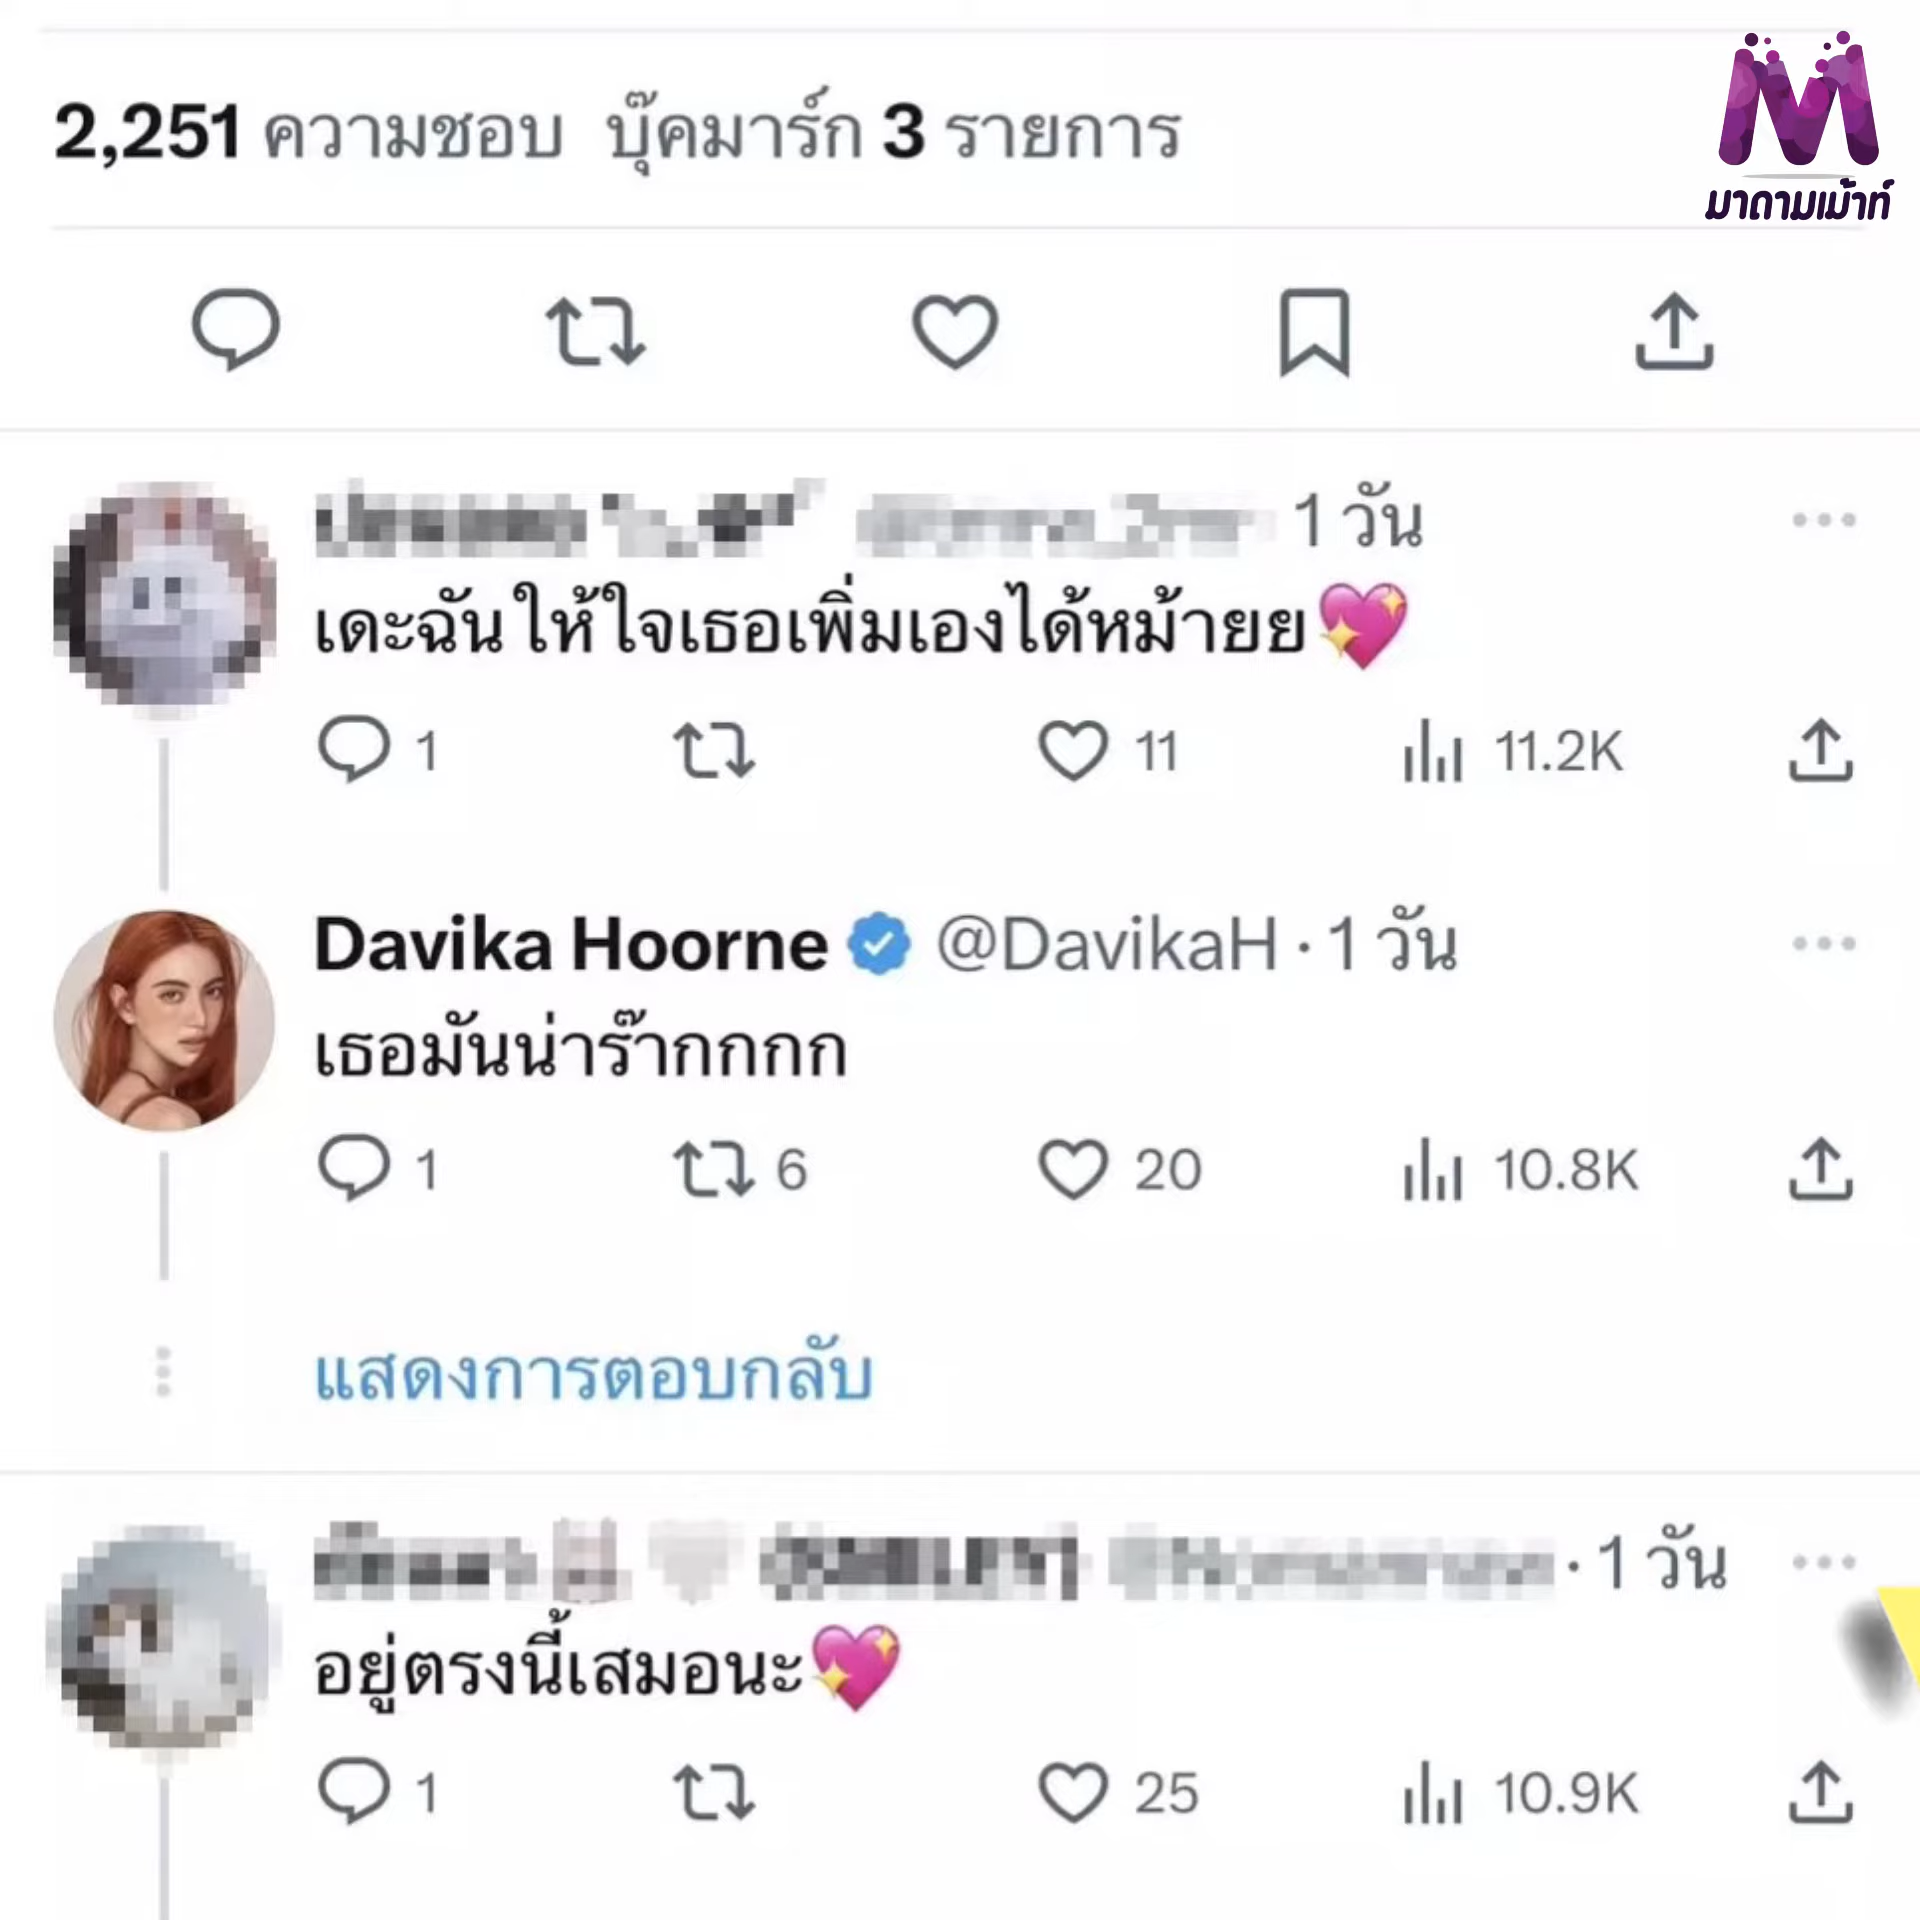 2,251 ความชอบ บุ๊คมาร์ก 3 รายการ
มาดามเม้าท์
1 วัน
เดะฉันให้ใจเธอเพิ่มเองได้หม้ายย💖
1 11 11.2K
Davika Hoorne @DavikaH · 1 วัน
เธอมันน่าร๊ากกกก
1 6 20 10.8K
แสดงการตอบกลับ
· 1 วัน
อยู่ตรงนี้เสมอนะ💖
1 25 10.9K